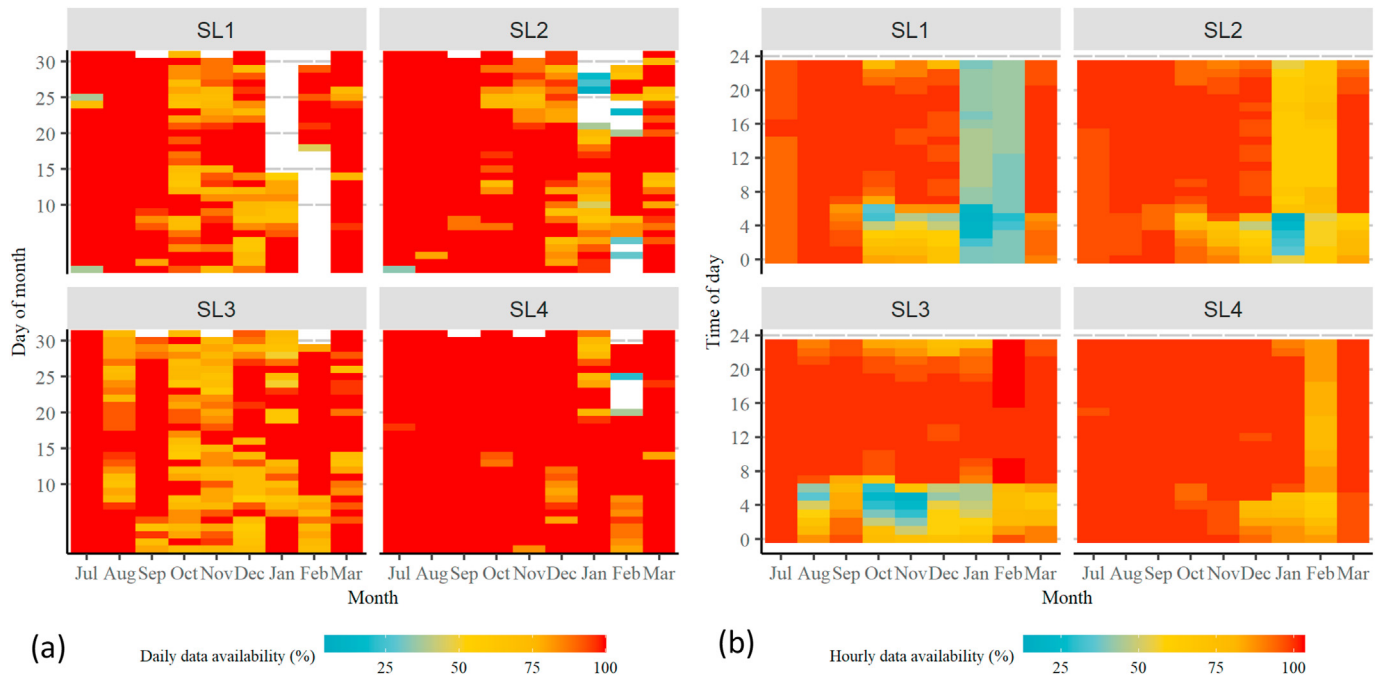 SL1 SL2
30
25
20
15
10
SL3 SL4
30
25
20
15
10
Day of month
Jul Aug Sep Oct Nov Dec Jan Feb Mar Jul Aug Sep Oct Nov Dec Jan Feb Mar
Month
(a) Daily data availability (%) 25 50 75 100
SL1 SL2
24
20
16
12
8
4
0
SL3 SL4
24
20
16
12
8
4
0
Time of day
Jul Aug Sep Oct Nov Dec Jan Feb Mar Jul Aug Sep Oct Nov Dec Jan Feb Mar
Month
(b) Hourly data availability (%) 25 50 75 100